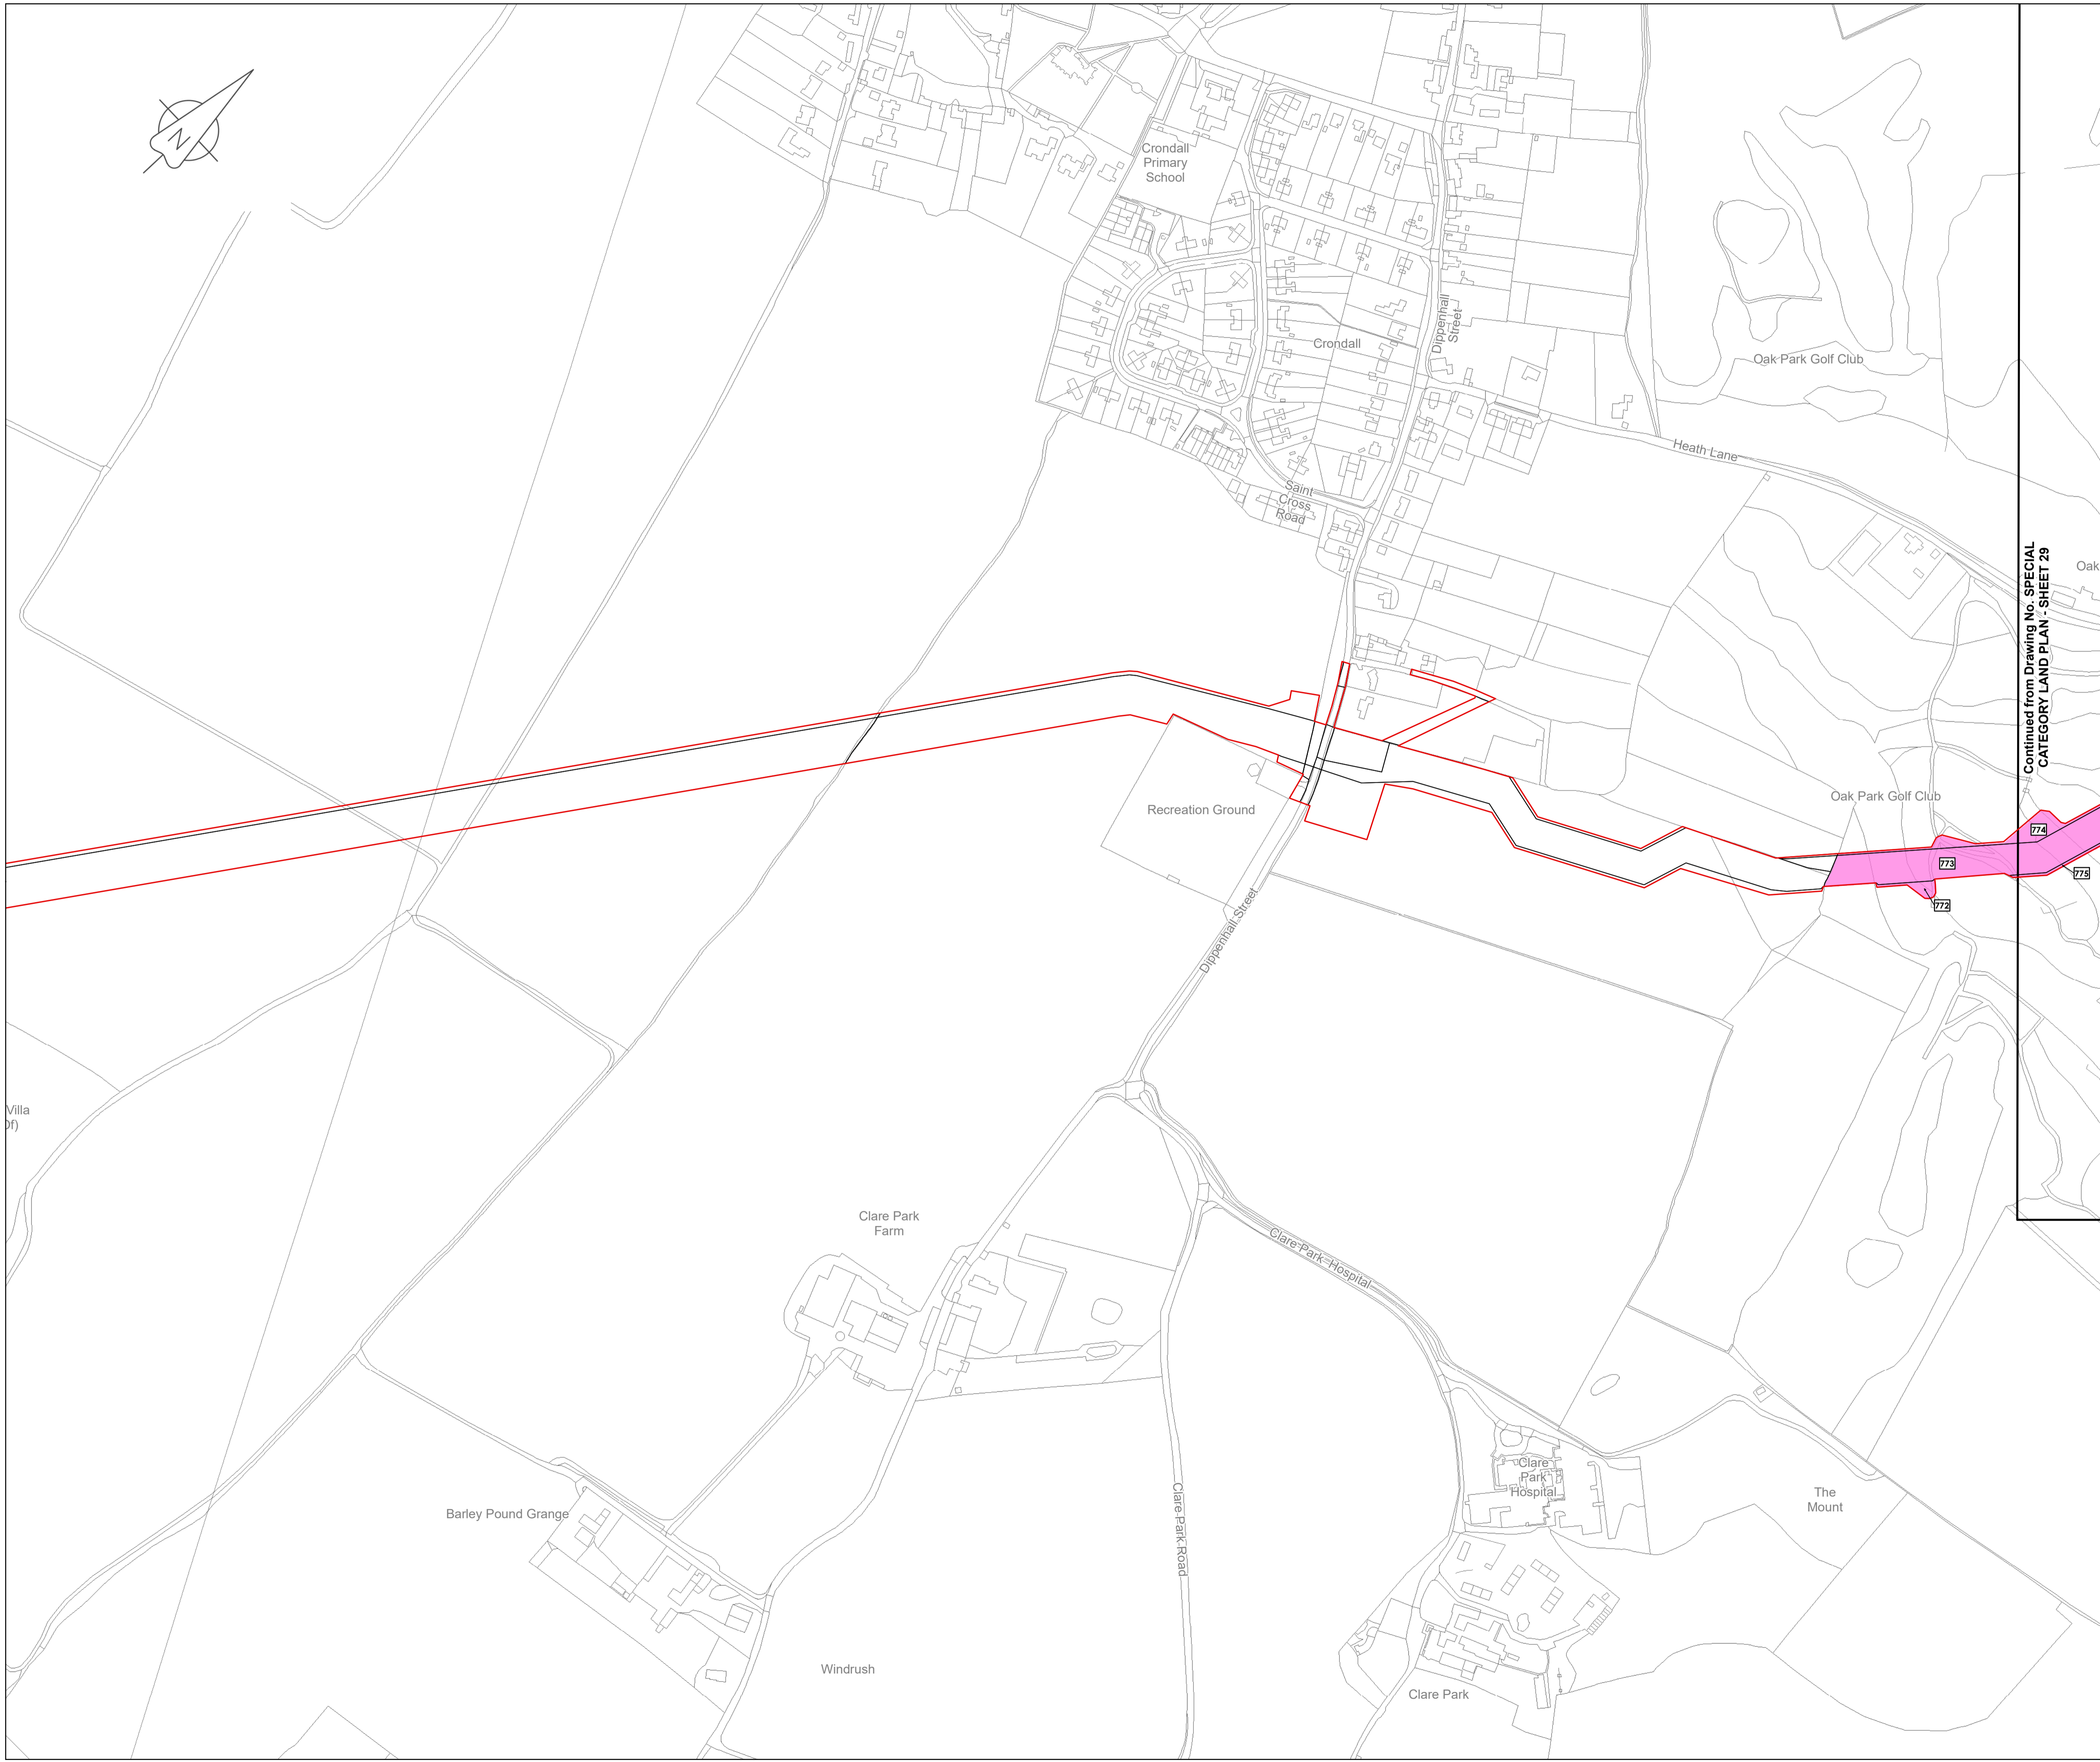 N
Crondall
Primary
School
Dippenhall
Street
Crondall
Oak Park Golf Club
Heath Lane
Saint
Cross
Road
Continued from Drawing No. SPECIAL
CATEGORY LAND PLAN - SHEET 29
Oak
Recreation Ground
Oak Park Golf Club
774
773
775
772
Dippenhall Street
Villa
Of)
Clare Park
Farm
Clare Park Hospital
Clare
Park
Hospital
The
Mount
Barley Pound Grange
Clare Park Road
Windrush
Clare Park